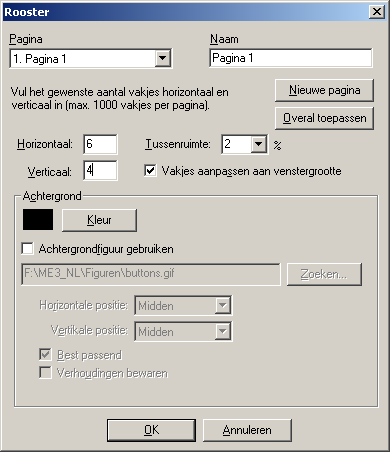 Rooster
Pagina Naam
1. Pagina 1 Pagina 1
Vul het gewenste aantal vakjes horizontaal en
verticaal in (max. 1000 vakjes per pagina).
Nieuwe pagina
Overal toepassen
Horizontaal: 6 Tussenruimte: 2 %
Verticaal: 4 Vakjes aanpassen aan venstergrootte
Achtergrond
Kleur
Achtergrondfiguur gebruiken
F:\ME3_NL\Figuren\buttons.gif Zoeken...
Horizontale positie: Midden
Vertikale positie: Midden
Best passend
Verhoudingen bewaren
OK Annuleren